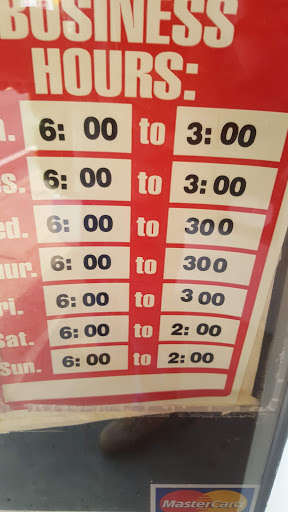 BUSINESS
HOURS:
n. 6: 00 to 3: 00
s. 6: 00 to 3: 00
ed. 6: 00 to 300
ur. 6: 00 to 300
ri. 6: 00 to 3 00
Sat. 6: 00 to 2: 00
Sun. 6: 00 to 2: 00
MasterCard